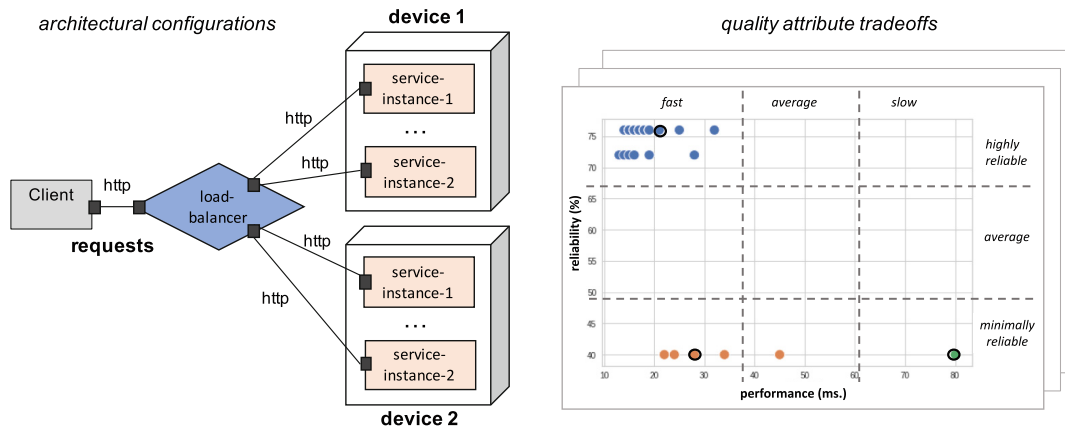 architectural configurations
device 1
service-
instance-1
...
service-
instance-2
http
http
Client
http
load-
balancer
requests
http
http
service-
instance-1
...
service-
instance-2
device 2
quality attribute tradeoffs
fast
average
slow
highly
reliable
average
minimally
reliable
reliability (%)
75
70
65
60
55
50
45
40
10
20
30
40
50
60
70
80
performance (ms.)